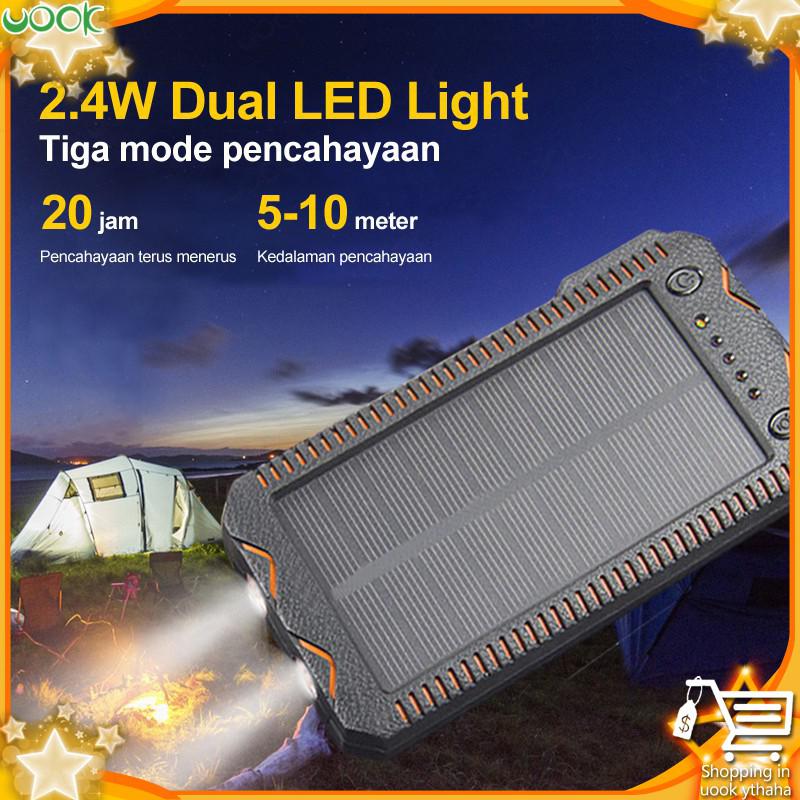 uook
2.4W Dual LED Light
Tiga mode pencahayaan
20 jam
5-10 meter
Pencahayaan terus menerus
Kedalaman pencahayaan
$
Shopping in
uook ythaha